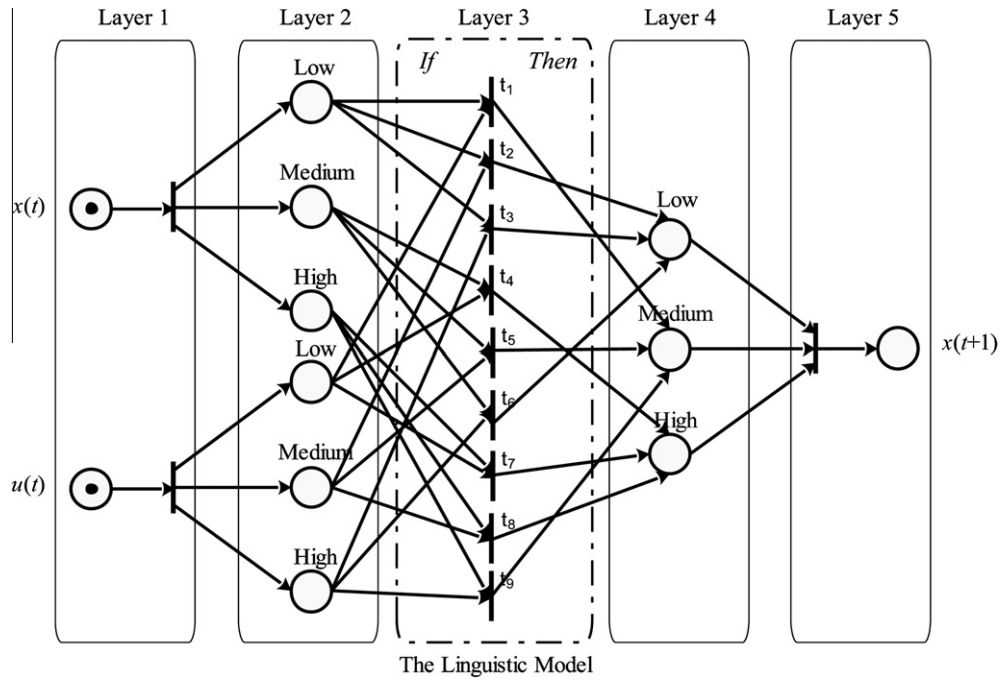 Layer 1 Layer 2 Layer 3 Layer 4 Layer 5
If Then
Low
t1
t2
Medium
x(t)
Low
t3
High
t4
Medium
Low
t5
x(t+1)
t6
High
Medium
t7
u(t)
t8
High
t9
The Linguistic Model